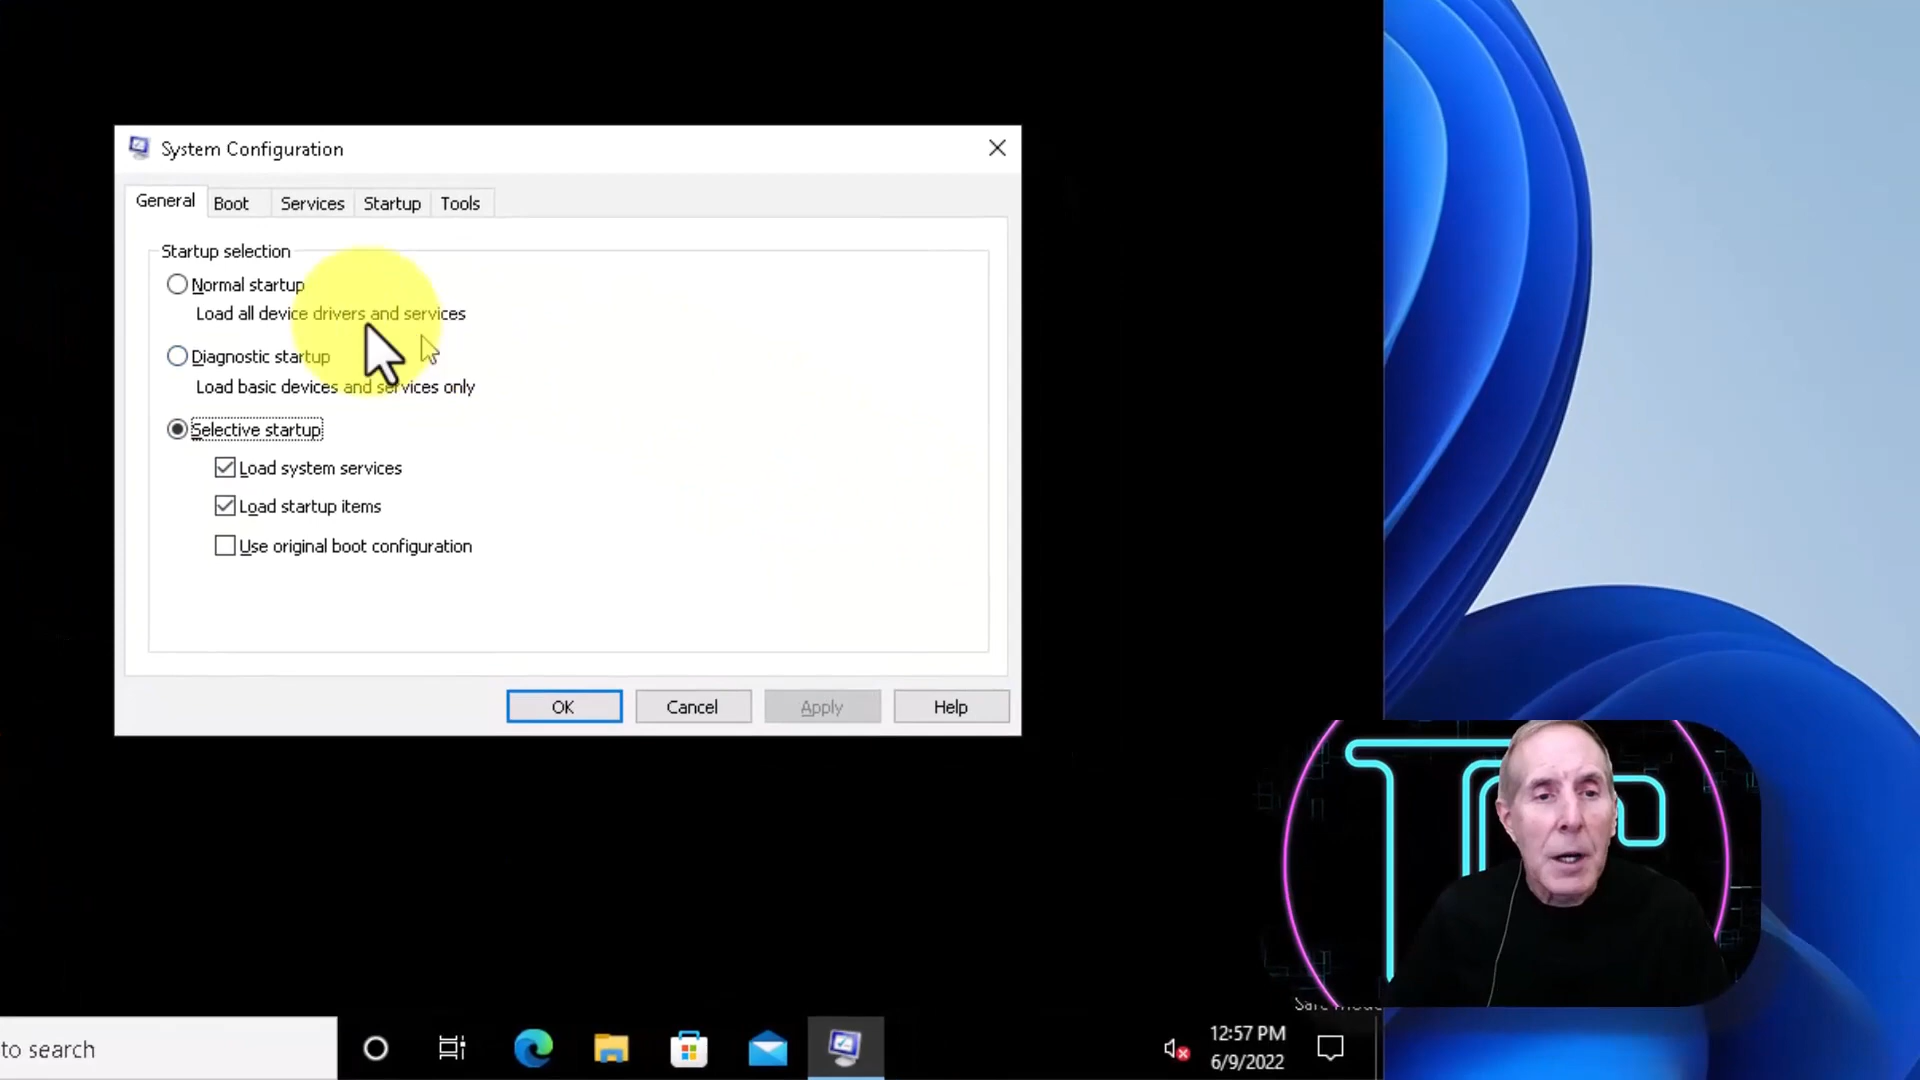 System Configuration
General Boot Services Startup Tools
Startup selection
Normal startup
Load all device drivers and services
Diagnostic startup
Load basic devices and services only
Selective startup
Load system services
Load startup items
Use original boot configuration
OK Cancel Apply Help
Safe Mode
to search
12:57 PM
6/9/2022